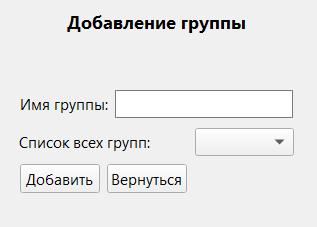 Добавление группы
Имя группы:
Список всех групп:
Добавить Вернуться